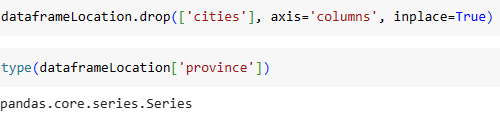 dataframeLocation.drop(['cities'], axis='columns', inplace=True)
type(dataframeLocation['province'])
pandas.core.series.Series